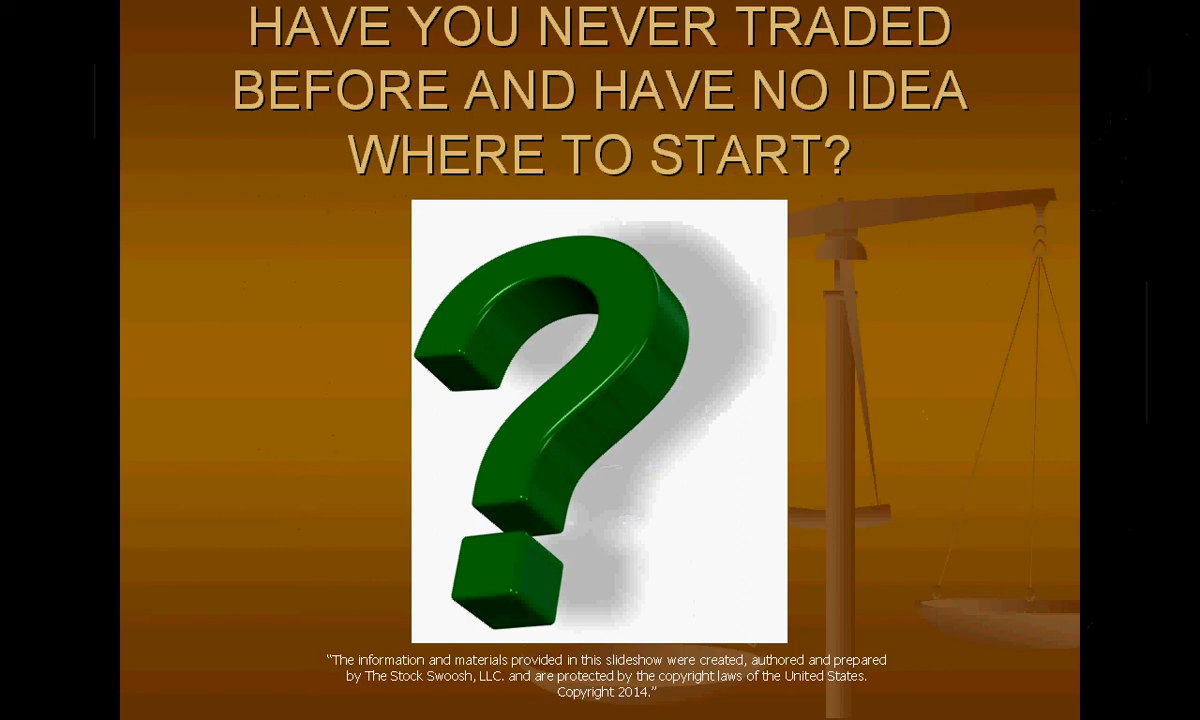 HAVE YOU NEVER TRADED
BEFORE AND HAVE NO IDEA
WHERE TO START?
“The information and materials provided in this slideshow were created, authored and prepared
by The Stock Swoosh, LLC. and are protected by the copyright laws of the United States.
Copyright 2014.”